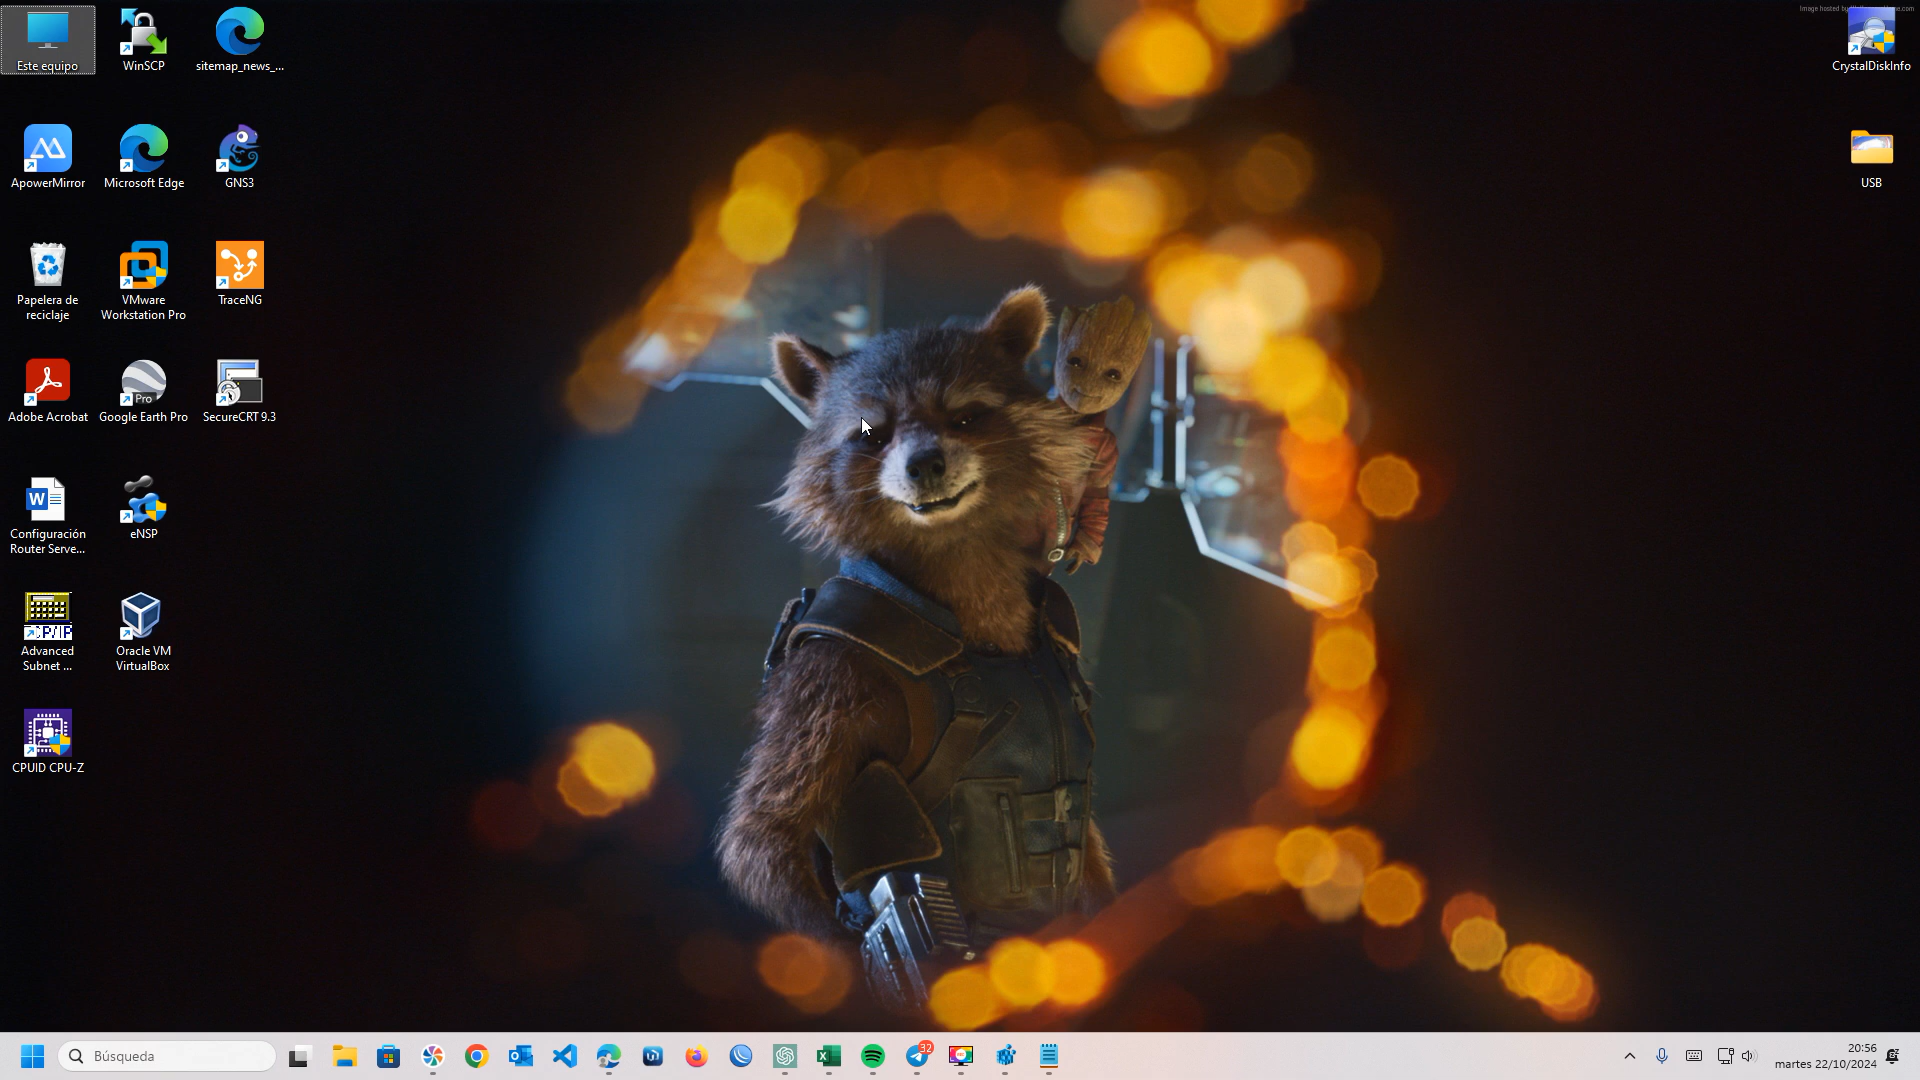 Este equipo
WinSCP
sitemap_news_...
CrystalDiskInfo
ApowerMirror
Microsoft Edge
GNS3
USB
Papelera de
reciclaje
VMware
Workstation Pro
TraceNG
Adobe Acrobat
Pro
Google Earth Pro
SecureCRT 9.3
W
Configuración
Router Serve...
eNSP
Advanced
Subnet ...
Oracle VM
VirtualBox
CPUID CPU-Z
Búsqueda
32
20:56
martes 22/10/2024